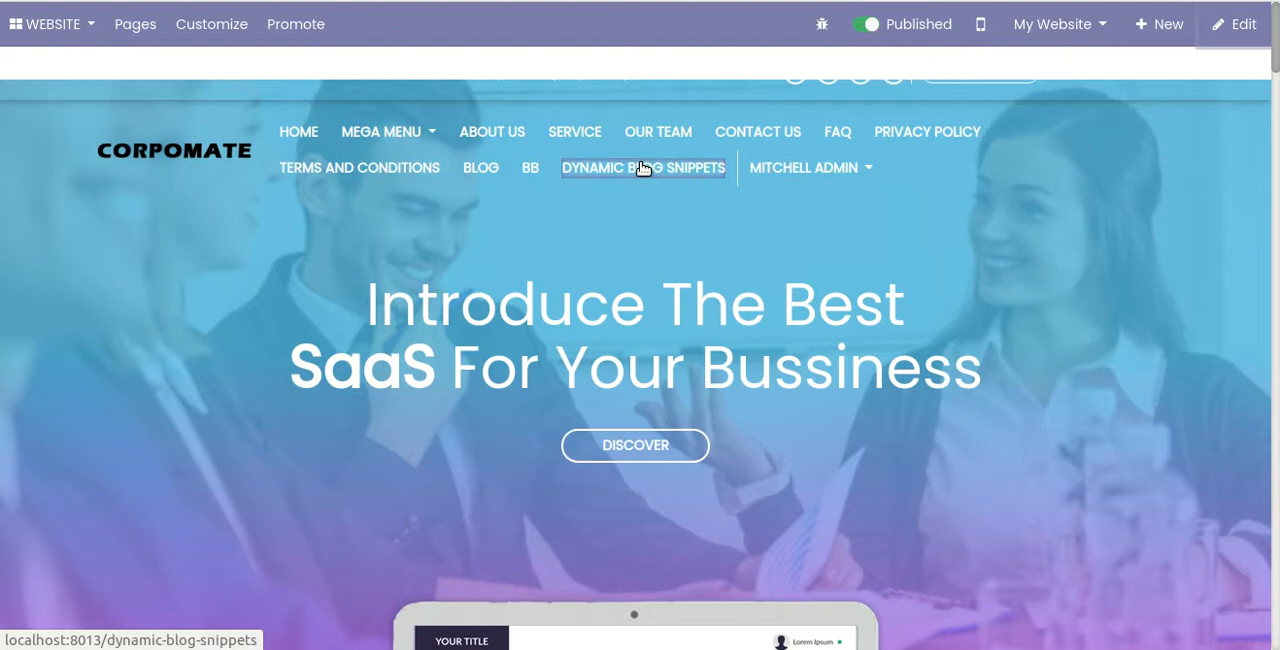 WEBSITE Pages Customize Promote Published My Website New Edit
CORPOMATE
HOME MEGA MENU ABOUT US SERVICE OUR TEAM CONTACT US FAQ PRIVACY POLICY
TERMS AND CONDITIONS BLOG BB DYNAMIC BLOG SNIPPETS MITCHELL ADMIN
Introduce The Best
SaaS For Your Bussiness
DISCOVER
YOUR TITLE Lorem Ipsum
localhost:8013/dynamic-blog-snippets